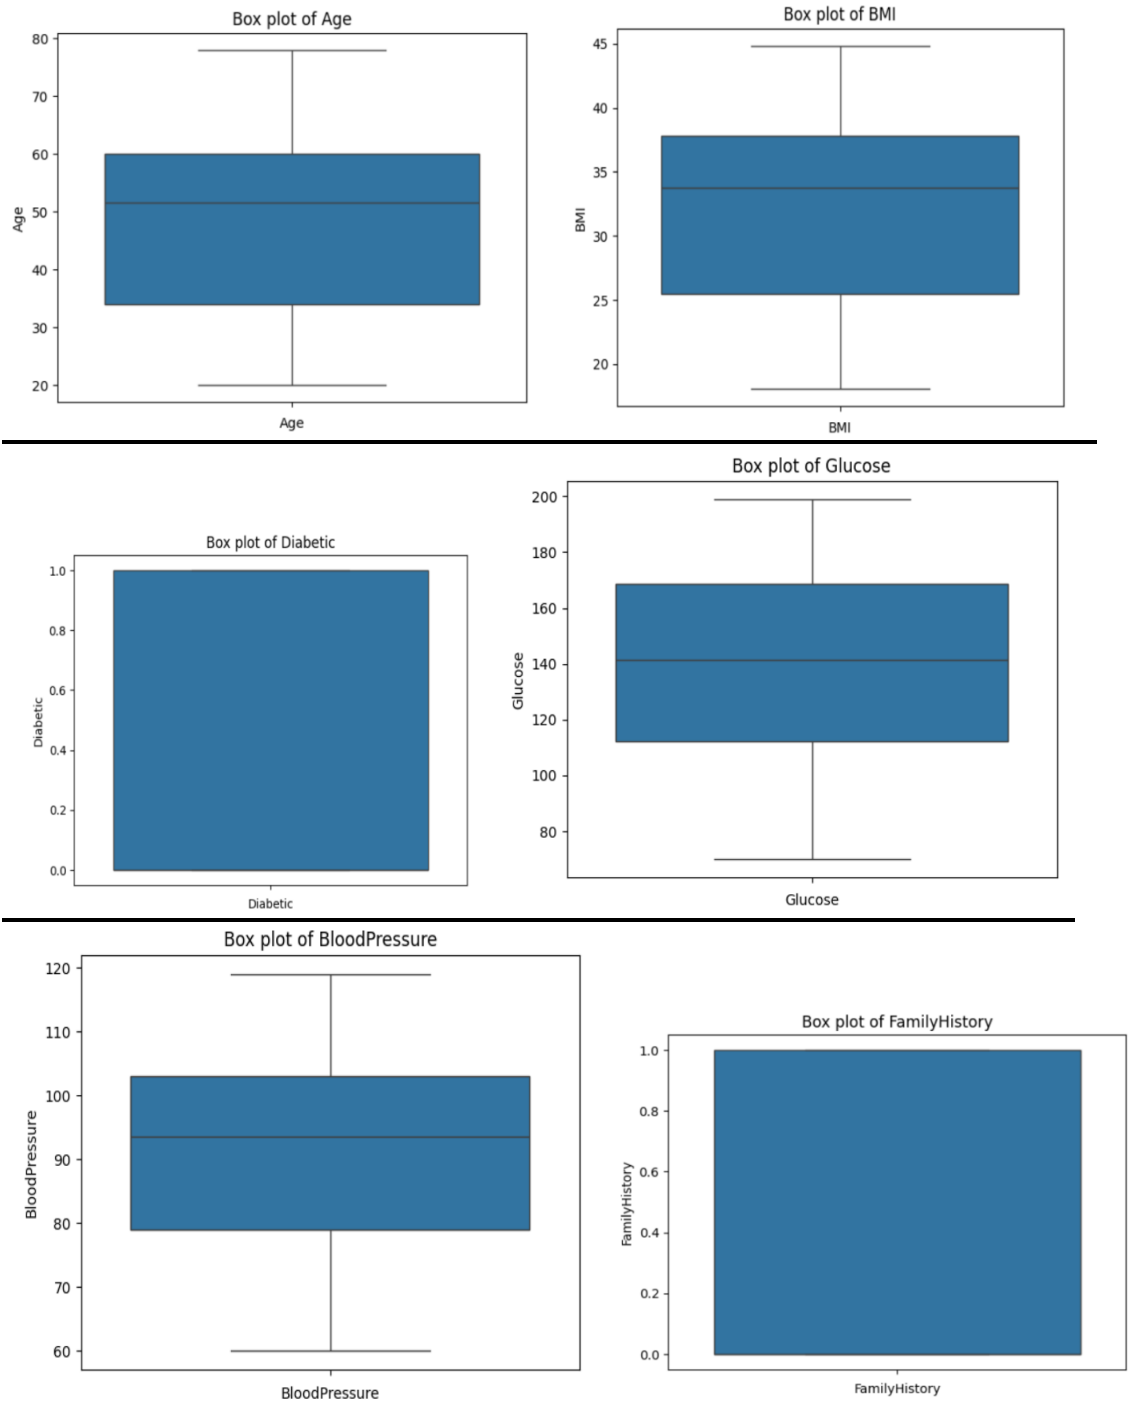 Box plot of Age
80
70
60
50
40
30
20
Age
Age
Box plot of BMI
45
40
35
30
25
20
BMI
BMI
Box plot of Diabetic
1.0
0.8
0.6
0.4
0.2
0.0
Diabetic
Diabetic
Box plot of Glucose
200
180
160
140
120
100
80
Glucose
Glucose
Box plot of BloodPressure
120
110
100
90
80
70
60
BloodPressure
BloodPressure
Box plot of FamilyHistory
1.0
0.8
0.6
0.4
0.2
0.0
FamilyHistory
FamilyHistory